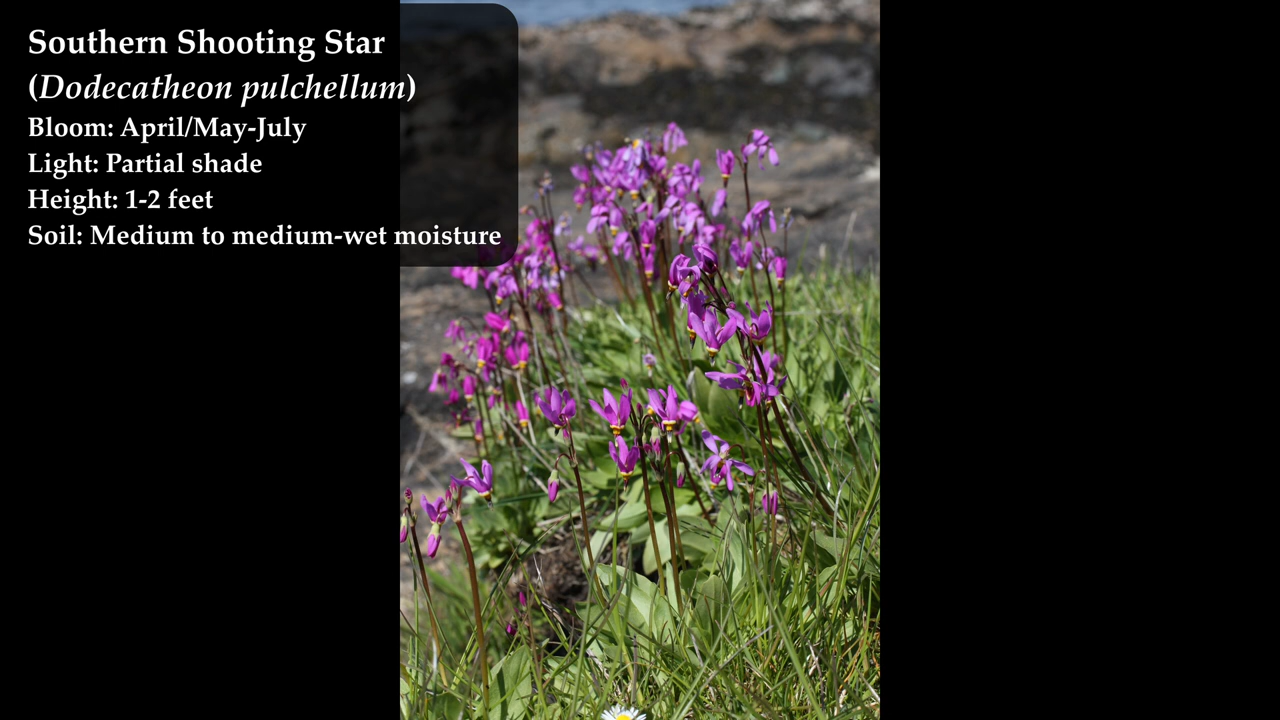 Southern Shooting Star
(Dodecatheon pulchellum)
Bloom: April/May-July
Light: Partial shade
Height: 1-2 feet
Soil: Medium to medium-wet moisture